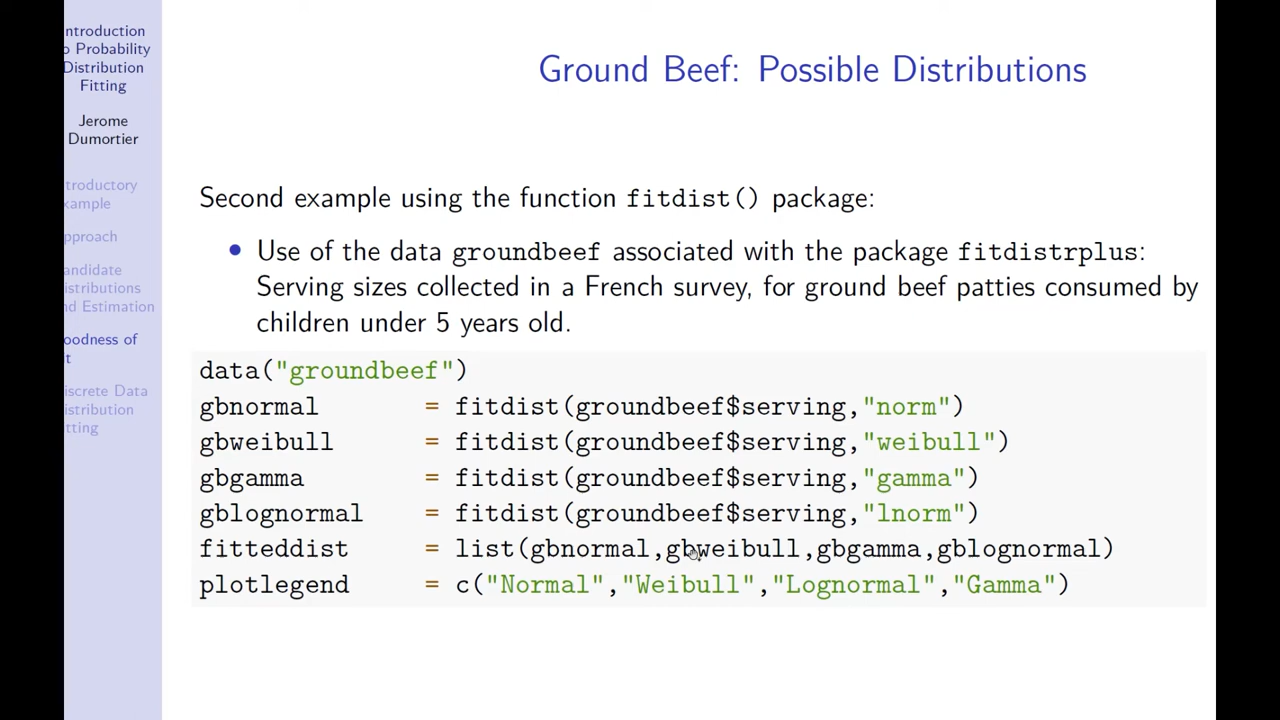 ntroduction
o Probability
Distribution
Fitting
Jerome
Dumortier
troductory
xample
pproach
andidate
istributions
nd Estimation
oodness of
t
iscrete Data
istribution
itting
Ground Beef: Possible Distributions
Second example using the function fitdist() package:
• Use of the data groundbeef associated with the package fitdistrplus:
Serving sizes collected in a French survey, for ground beef patties consumed by
children under 5 years old.
data("groundbeef")
gbnormal = fitdist(groundbeef$serving,"norm")
gbweibull = fitdist(groundbeef$serving,"weibull")
gbgamma = fitdist(groundbeef$serving,"gamma")
gblognormal = fitdist(groundbeef$serving,"lnorm")
fitteddist = list(gbnormal,gbweibull,gbgamma,gblognormal)
plotlegend = c("Normal","Weibull","Lognormal","Gamma")